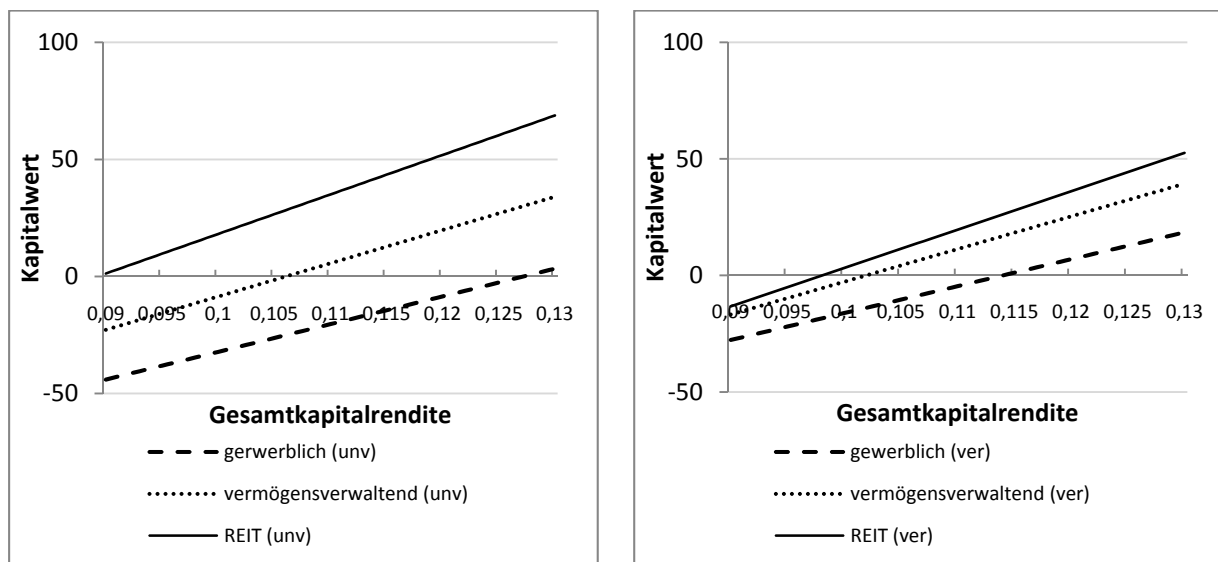 100
50
0
-50
Kapitalwert
0,09 0,095 0,1 0,105 0,11 0,115 0,12 0,125 0,13
Gesamtkapitalrendite
gerwerblich (unv)
vermögensverwaltend (unv)
REIT (unv)
100
50
0
-50
Kapitalwert
0,09 0,095 0,1 0,105 0,11 0,115 0,12 0,125 0,13
Gesamtkapitalrendite
gewerblich (ver)
vermögensverwaltend (ver)
REIT (ver)